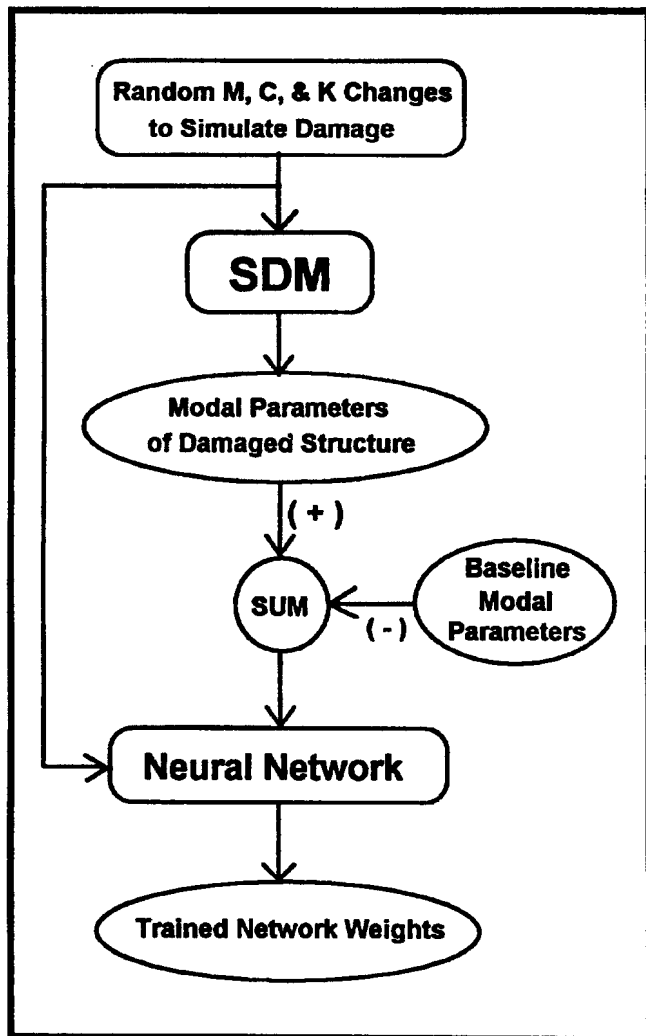 Random M, C, & K Changes
to Simulate Damage
SDM
Modal Parameters
of Damaged Structure
( + )
SUM
Baseline
Modal
Parameters
( - )
Neural Network
Trained Network Weights